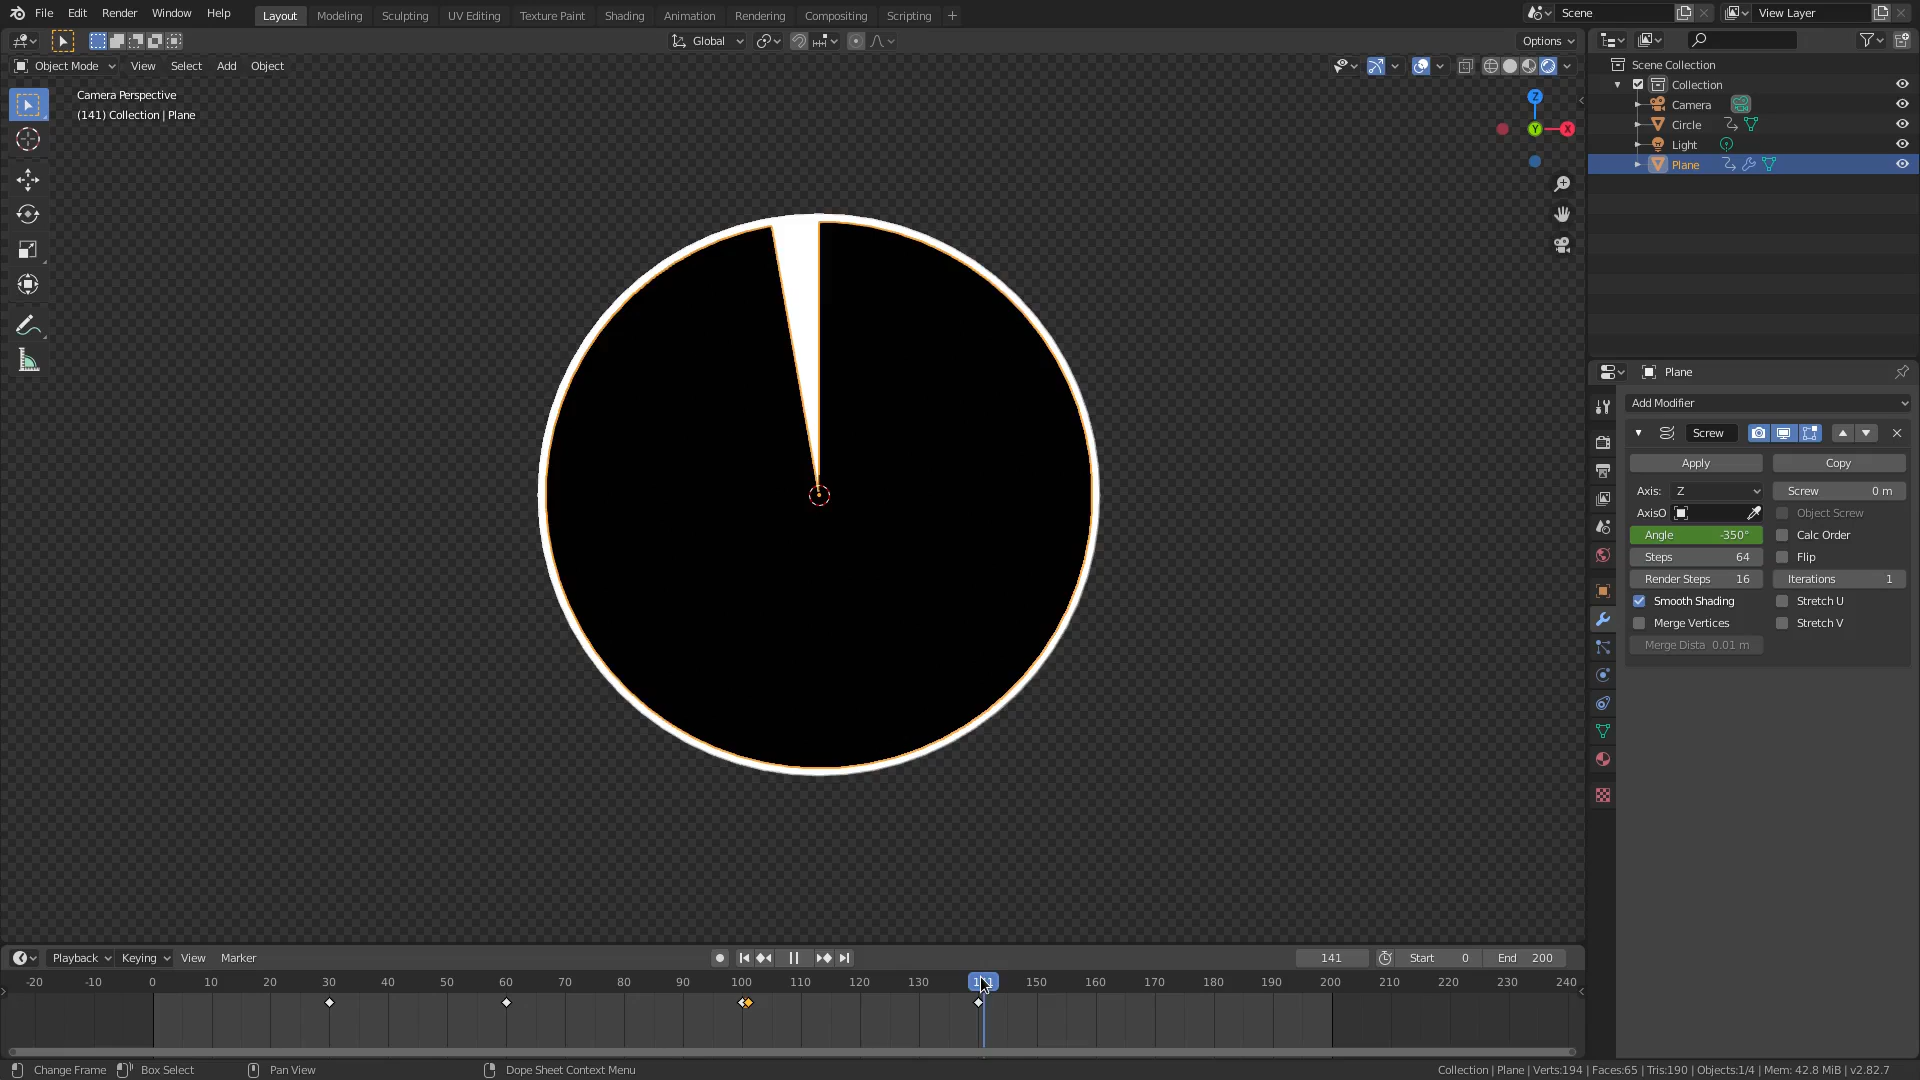 File Edit Render Window Help Layout Modeling Sculpting UV Editing Texture Paint Shading Animation Rendering Compositing Scripting + Scene View Layer
Global Options
Object Mode View Select Add Object
Camera Perspective
(141) Collection | Plane
Z
Y
X
Scene Collection
Collection
Camera
Circle
Light
Plane
Plane
Add Modifier
Screw
Apply Copy
Axis: Z Screw 0 m
AxisO Object Screw
Angle -350° Calc Order
Steps 64 Flip
Render Steps 16 Iterations 1
Smooth Shading Stretch U
Merge Vertices Stretch V
Merge Dista 0.01 m
Playback Keying View Marker 141 Start 0 End 200
-20 -10 0 10 20 30 40 50 60 70 80 90 100 110 120 130 141 150 160 170 180 190 200 210 220 230 240
Change Frame Box Select Pan View Dope Sheet Context Menu Collection | Plane | Verts:194 | Faces:65 | Tris:190 | Objects:1/4 | Mem: 42.8 MiB | v2.82.7